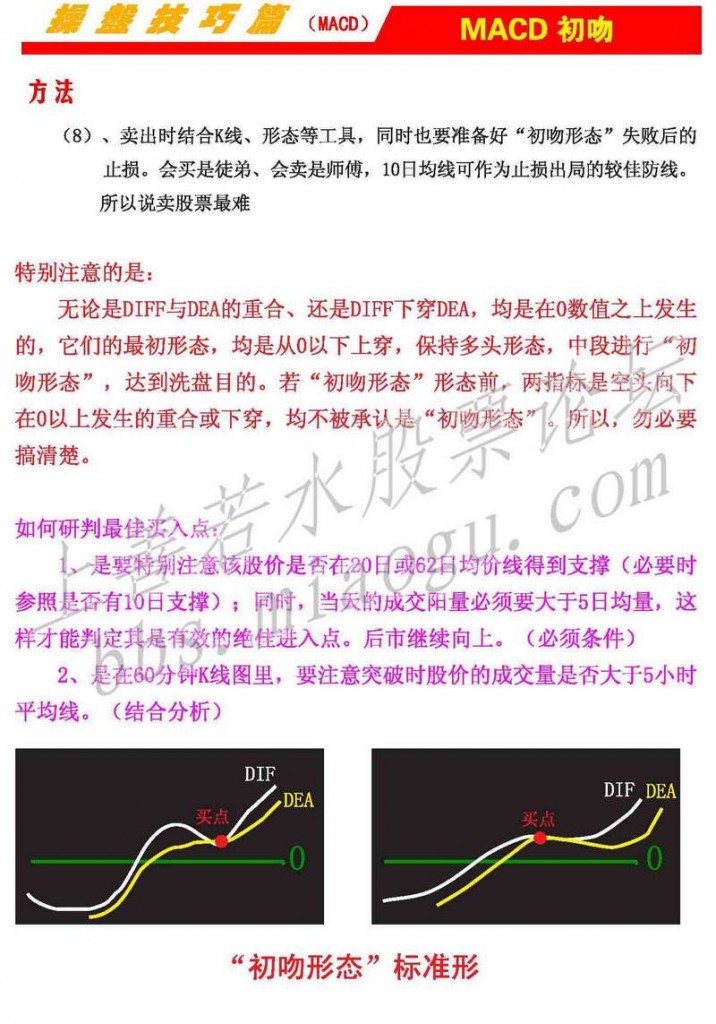 操盘技巧篇（MACD）
MACD 初吻
方法
（8）、卖出时结合K线、形态等工具，同时也要准备好“初吻形态”失败后的
止损。会买是徒弟、会卖是师傅，10日均线可作为止损出局的较佳防线。
所以说卖股票最难
特别注意的是：
无论是DIFF与DEA的重合、还是DIFF下穿DEA，均是在0数值之上发生
的，它们的最初形态，均是从0以下上穿，保持多头形态，中段进行“初
吻形态”，达到洗盘目的。若“初吻形态”形态前，两指标是空头向下
在0以上发生的重合或下穿，均不被承认是“初吻形态”。所以，勿必要
搞清楚。
如何研判最佳买入点：
1、是要特别注意该股价是否在20日或62日均价线得到支撑（必要时
参照是否有10日支撑）；同时，当天的成交阳量必须要大于5日均量，这
样才能判定其是有效的绝佳进入点。后市继续向上。（必须条件）
2、是在60分钟K线图里，要注意突破时股价的成交量是否大于5小时
平均线。（结合分析）
上善若水股票论坛
bbs.miaogu.com
DIF
DEA
买点
0
DIF
DEA
买点
0
“初吻形态”标准形